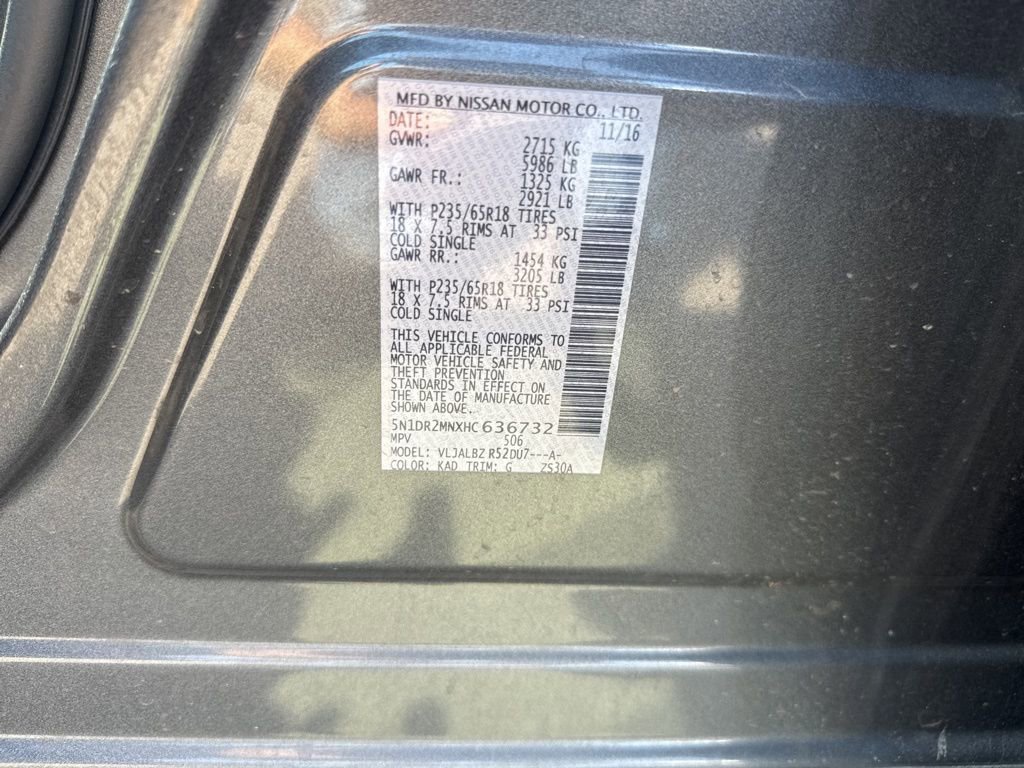 MFD BY NISSAN MOTOR CO., LTD.
DATE: 11/16
GVWR: 2715 KG
5986 LB
GAWR FR.: 1325 KG
2921 LB
WITH P235/65R18 TIRES
18 X 7.5 RIMS AT 33 PSI
COLD SINGLE
GAWR RR.: 1454 KG
3205 LB
WITH P235/65R18 TIRES
18 X 7.5 RIMS AT 33 PSI
COLD SINGLE
THIS VEHICLE CONFORMS TO
ALL APPLICABLE FEDERAL
MOTOR VEHICLE SAFETY AND
THEFT PREVENTION
STANDARDS IN EFFECT ON
THE DATE OF MANUFACTURE
SHOWN ABOVE.
5N1DR2MNXHC636732
MPV 506
MODEL: VLJALBZ R52DU7---A-
COLOR: KAD TRIM: G ZS30A